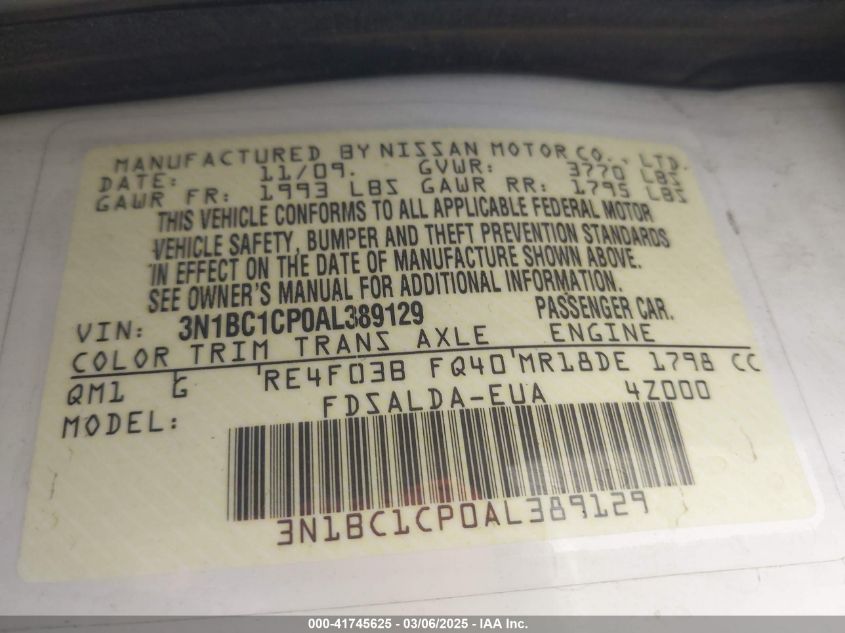 MANUFACTURED BY NISSAN MOTOR CO., LTD.
DATE: 11/09. GVWR: 3770 LBS
GAWR FR: 1993 LBS GAWR RR: 1795 LBS
THIS VEHICLE CONFORMS TO ALL APPLICABLE FEDERAL MOTOR
VEHICLE SAFETY, BUMPER AND THEFT PREVENTION STANDARDS
IN EFFECT ON THE DATE OF MANUFACTURE SHOWN ABOVE.
SEE OWNER'S MANUAL FOR ADDITIONAL INFORMATION.
VIN: 3N1BC1CP0AL389129 PASSENGER CAR.
COLOR TRIM TRANS AXLE ENGINE
QM1 G RE4F03B FQ40 MR18DE 1798 CC
MODEL: FDSALDA-EUA 4Z000
3N1BC1CP0AL389129
000-41745625 - 03/06/2025 - IAA Inc.